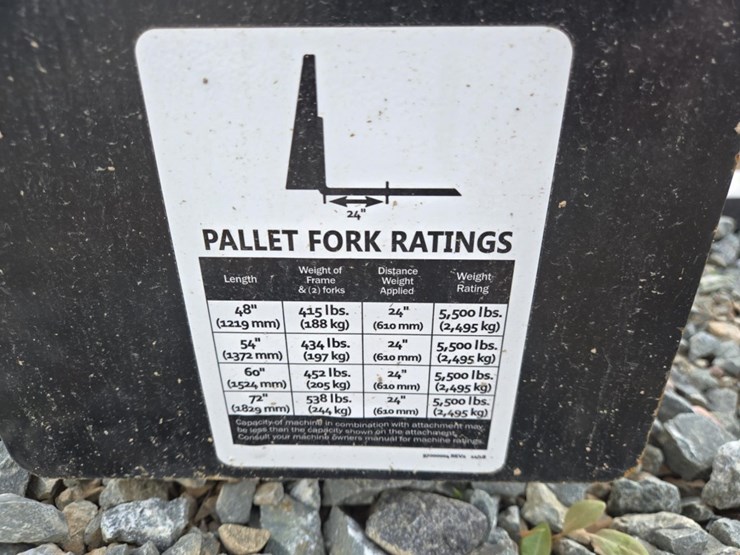 24"
PALLET FORK RATINGS
Length Weight of Frame & (2) forks Distance Weight Applied Weight Rating
48" (1219 mm) 415 lbs. (188 kg) 24" (610 mm) 5,500 lbs. (2,495 kg)
54" (1372 mm) 434 lbs. (197 kg) 24" (610 mm) 5,500 lbs. (2,495 kg)
60" (1524 mm) 452 lbs. (205 kg) 24" (610 mm) 5,500 lbs. (2,495 kg)
72" (1829 mm) 538 lbs. (244 kg) 24" (610 mm) 5,500 lbs. (2,495 kg)
Capacity of machine in combination with attachment may
be less than the capacity shown on the attachment.
Consult your machine owners manual for machine ratings.